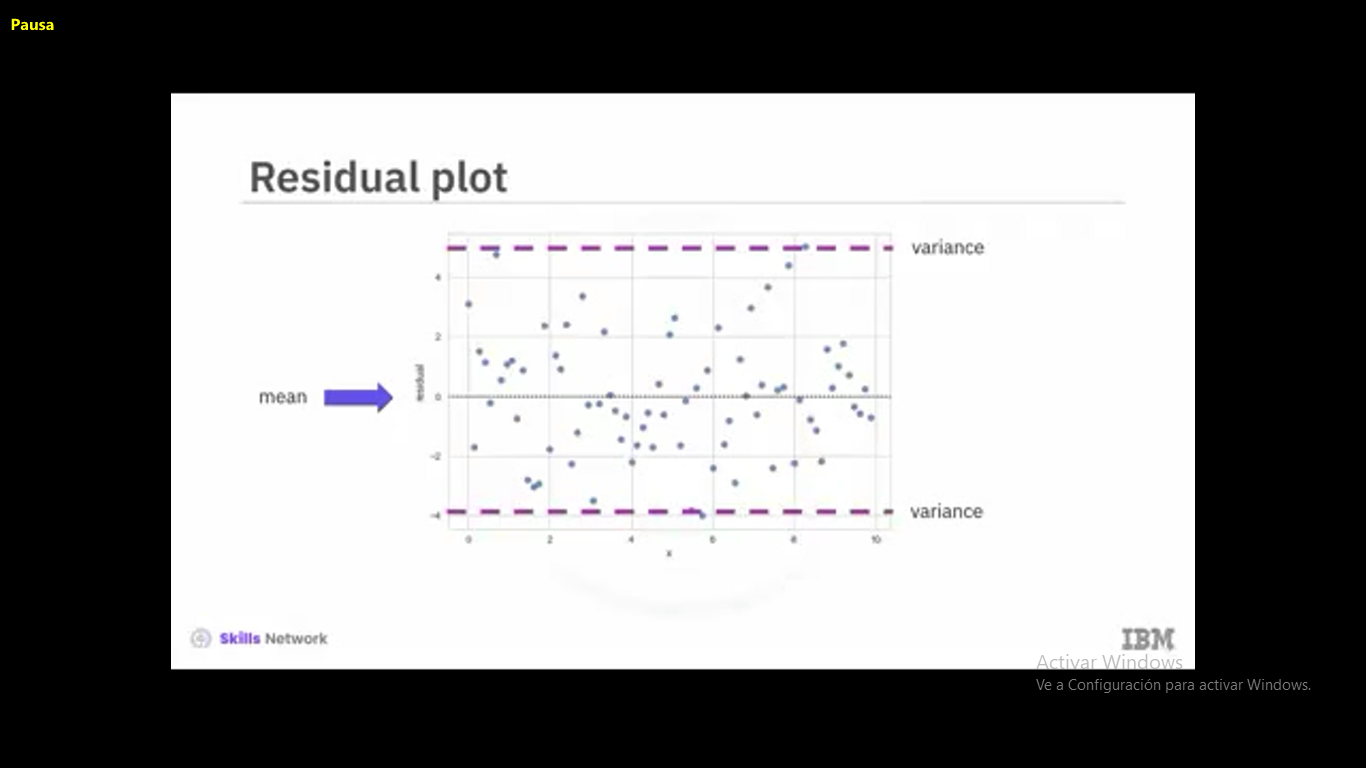 Pausa
Residual plot
variance
4
2
residual
mean
0
-2
-4
variance
0 2 4 6 8 10
x
Skills Network
IBM
Activar Windows
Ve a Configuración para activar Windows.